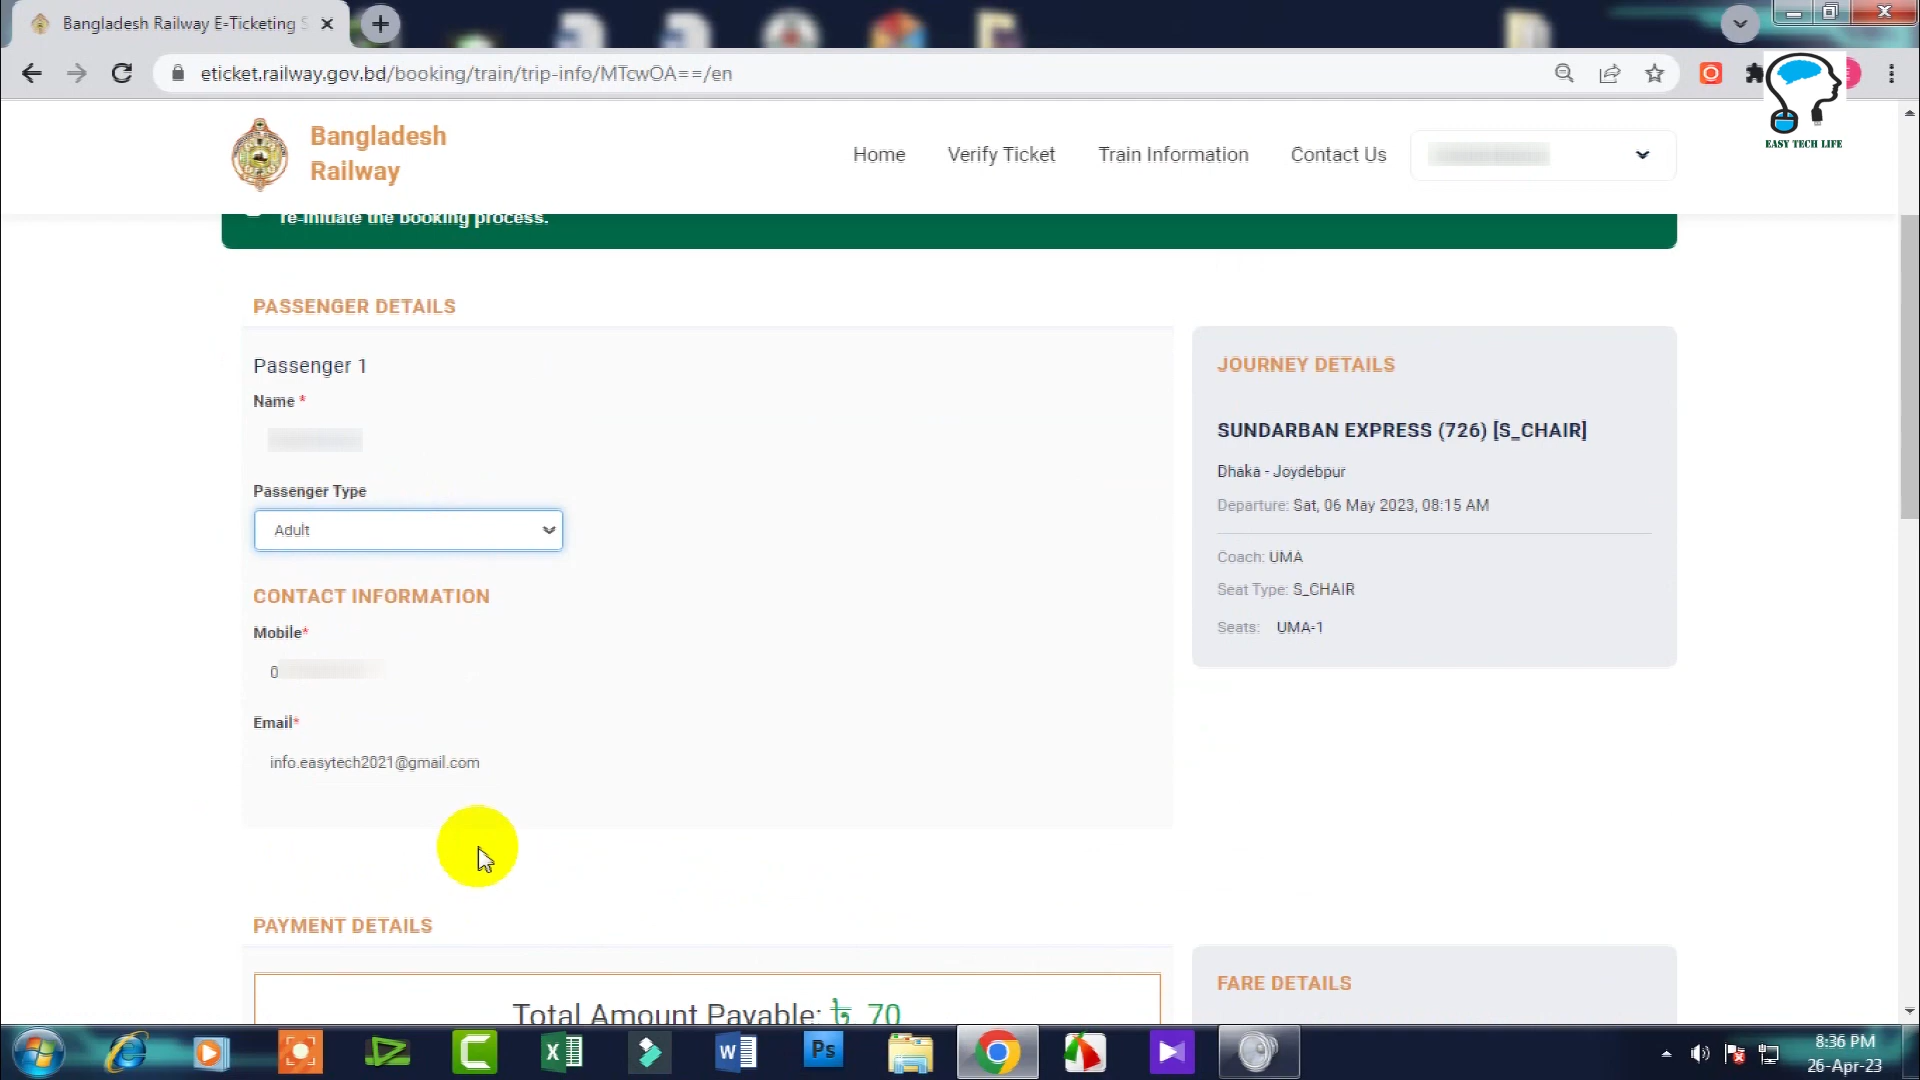 Bangladesh Railway E-Ticketing
eticket.railway.gov.bd/booking/train/trip-info/MTcwOA==/en
EASY TECH LIFE
Bangladesh
Railway
Home
Verify Ticket
Train Information
Contact Us
re-initiate the booking process.
PASSENGER DETAILS
Passenger 1
Name *
Passenger Type
Adult
CONTACT INFORMATION
Mobile*
0
Email*
info.easytech2021@gmail.com
JOURNEY DETAILS
SUNDARBAN EXPRESS (726) [S_CHAIR]
Dhaka - Joydebpur
Departure: Sat, 06 May 2023, 08:15 AM
Coach: UMA
Seat Type: S_CHAIR
Seats: UMA-1
PAYMENT DETAILS
Total Amount Payable: ৳ 70
FARE DETAILS
Ps
8:36 PM
26-Apr-23